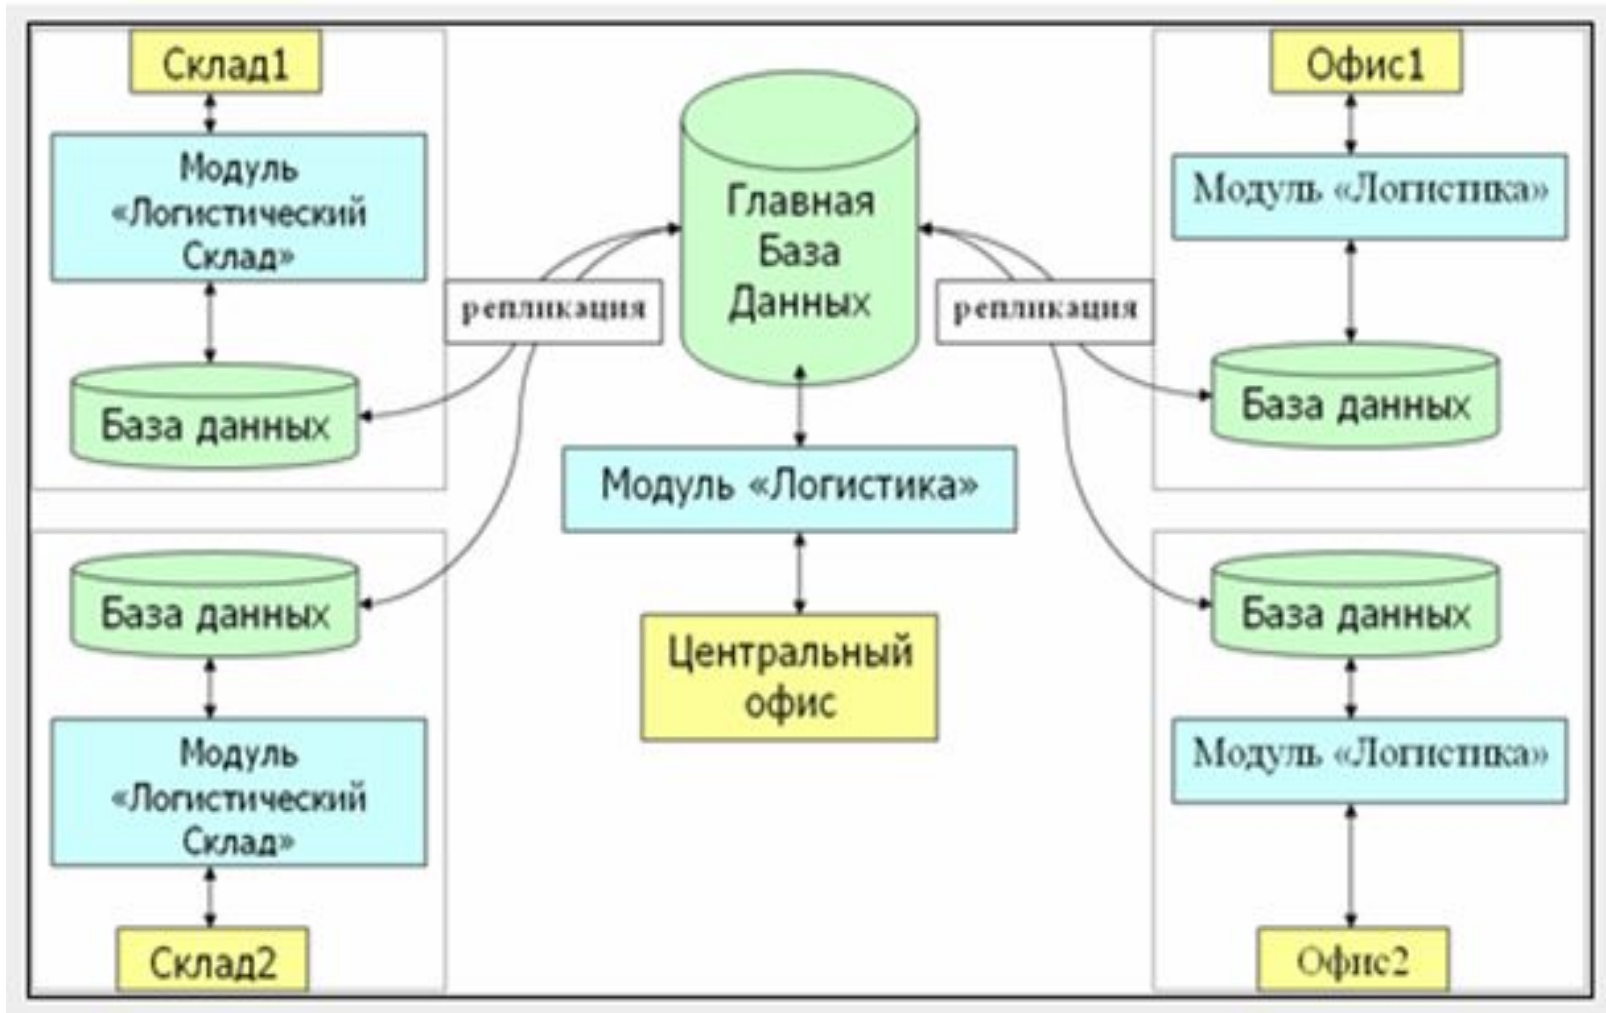 Склад1
Модуль
«Логистический
Склад»
База данных
База данных
Модуль
«Логистический
Склад»
Склад2
репликация
Главная
База
Данных
Модуль «Логистика»
Центральный
офис
репликация
Офис1
Модуль «Логистика»
База данных
База данных
Модуль «Логистика»
Офис2